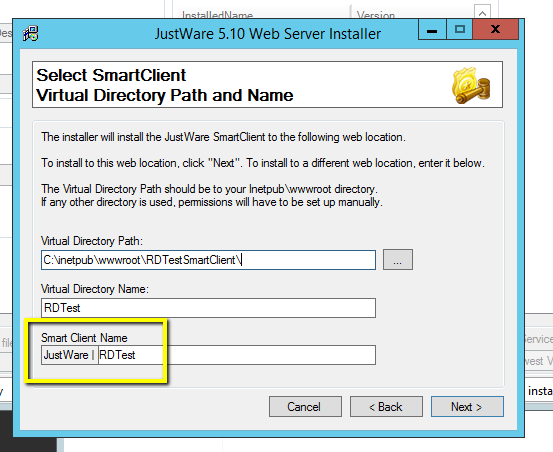 InstalledName Version
Des
JustWare 5.10 Web Server Installer
Select SmartClient
Virtual Directory Path and Name
The installer will install the JustWare SmartClient to the following web location.
To install to this web location, click "Next". To install to a different web location, enter it below.
The Virtual Directory Path should be to your Inetpub\wwwroot directory.
If any other directory is used, permissions will have to be set up manually.
Virtual Directory Path:
C:\inetpub\wwwroot\RDTestSmartClient\
...
Virtual Directory Name:
RDTest
Smart Client Name
JustWare | RDTest
file
Service
west V
insta
Cancel < Back Next >